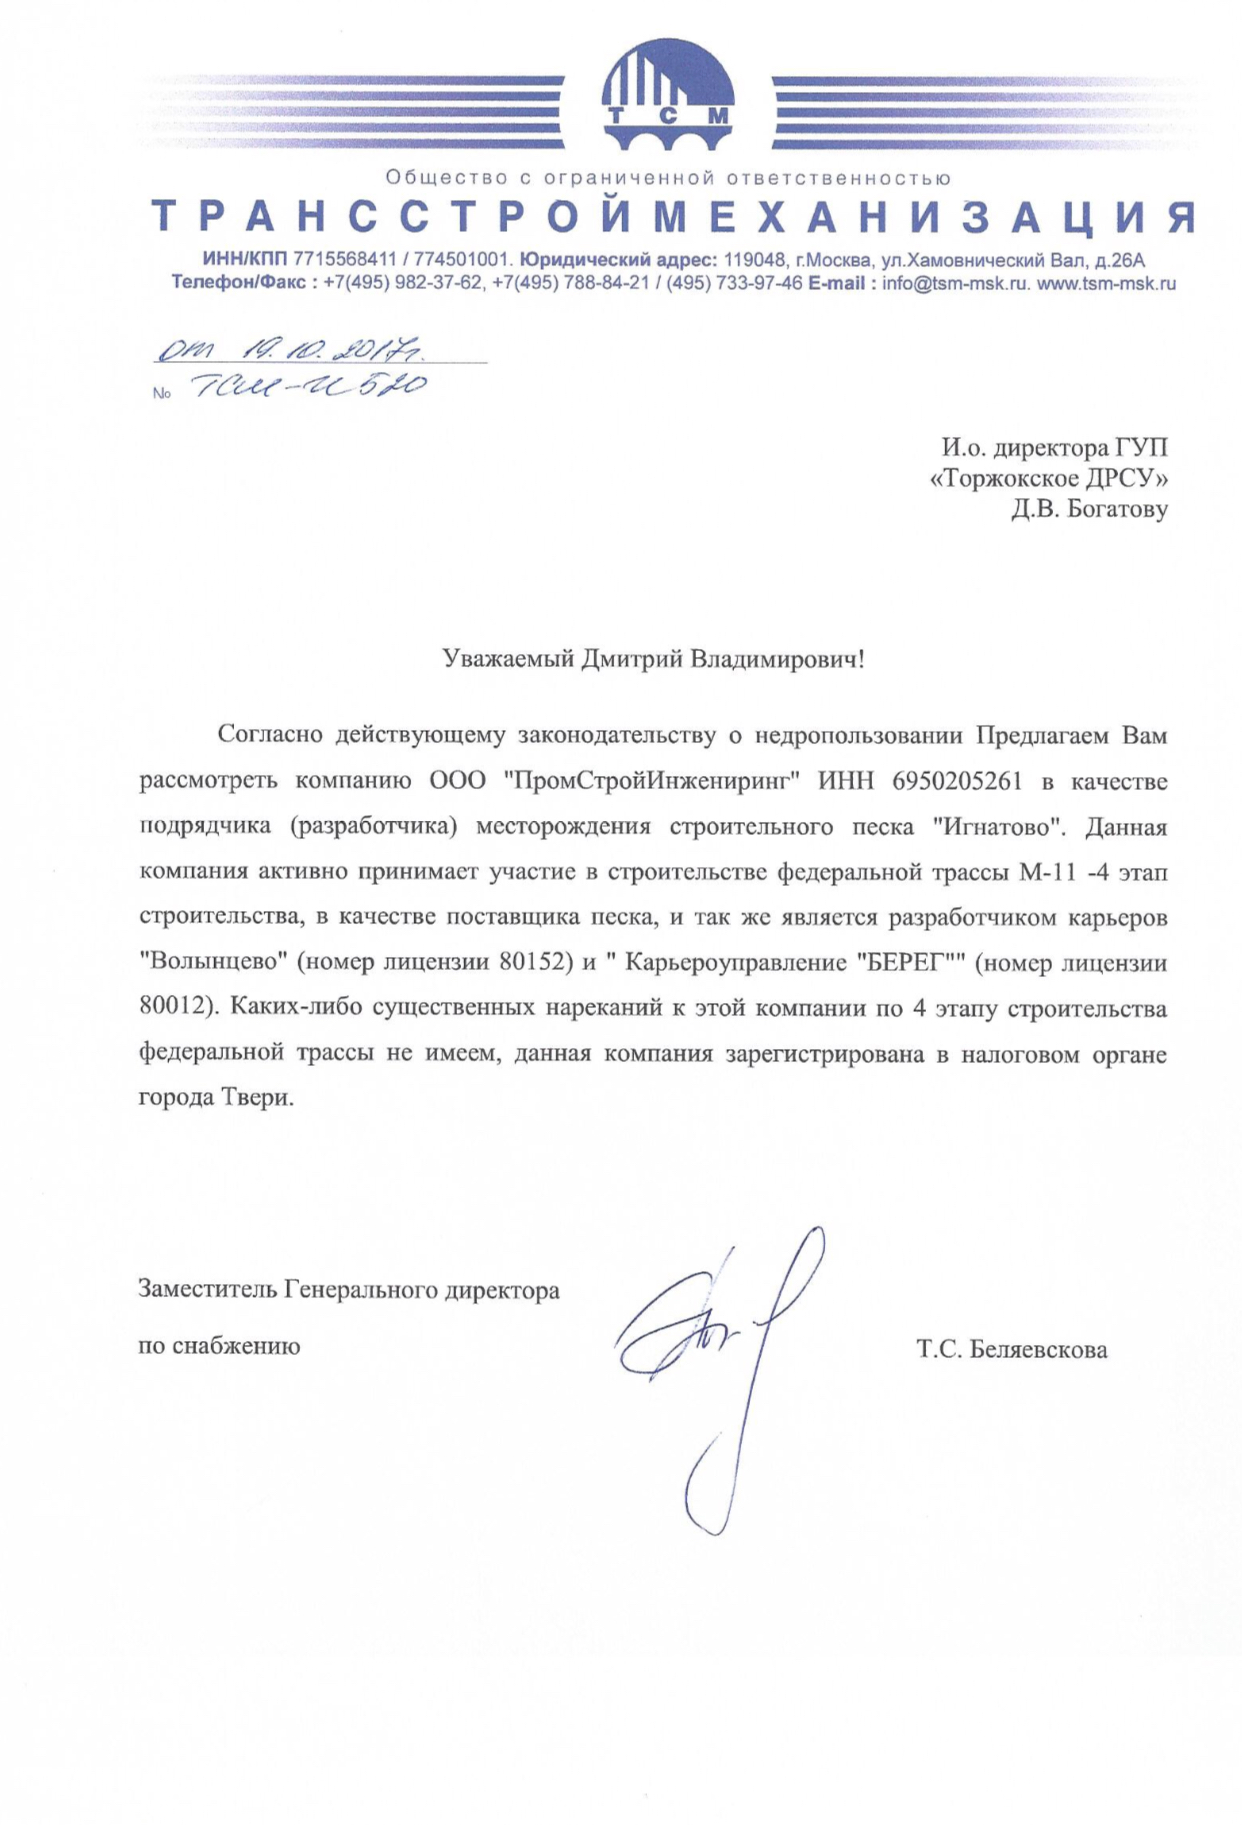 Т С М
Общество с ограниченной ответственностью
ТРАНССТРОЙМЕХАНИЗАЦИЯ
ИНН/КПП 7715568411 / 774501001. Юридический адрес: 119048, г.Москва, ул.Хамовнический Вал, д.26А
Телефон/Факс : +7(495) 982-37-62, +7(495) 788-84-21 / (495) 733-97-46 E-mail : info@tsm-msk.ru. www.tsm-msk.ru
от 19.10.2017г.
№ ТСМ-И520
И.о. директора ГУП
«Торжокское ДРСУ»
Д.В. Богатову
Уважаемый Дмитрий Владимирович!
Согласно действующему законодательству о недропользовании Предлагаем Вам
рассмотреть компанию ООО "ПромСтройИнжениринг" ИНН 6950205261 в качестве
подрядчика (разработчика) месторождения строительного песка "Игнатово". Данная
компания активно принимает участие в строительстве федеральной трассы М-11 -4 этап
строительства, в качестве поставщика песка, и так же является разработчиком карьеров
"Волынцево" (номер лицензии 80152) и " Карьероуправление "БЕРЕГ"" (номер лицензии
80012). Каких-либо существенных нареканий к этой компании по 4 этапу строительства
федеральной трассы не имеем, данная компания зарегистрирована в налоговом органе
города Твери.
Заместитель Генерального директора
по снабжению
Т.С. Беляевскова